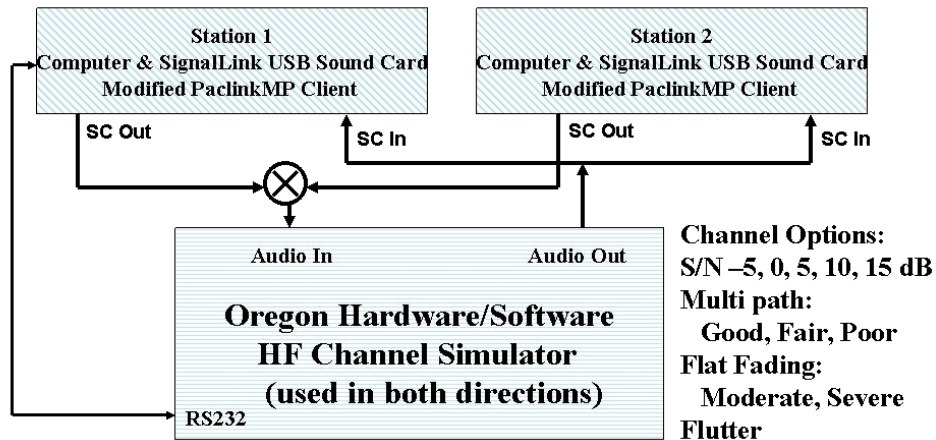 Station 1
Computer & SignalLink USB Sound Card
Modified PaclinkMP Client
Station 2
Computer & SignalLink USB Sound Card
Modified PaclinkMP Client
SC Out
SC In
SC Out
SC In
Audio In
Audio Out
Oregon Hardware/Software
HF Channel Simulator
(used in both directions)
RS232
Channel Options:
S/N –5, 0, 5, 10, 15 dB
Multi path:
Good, Fair, Poor
Flat Fading:
Moderate, Severe
Flutter